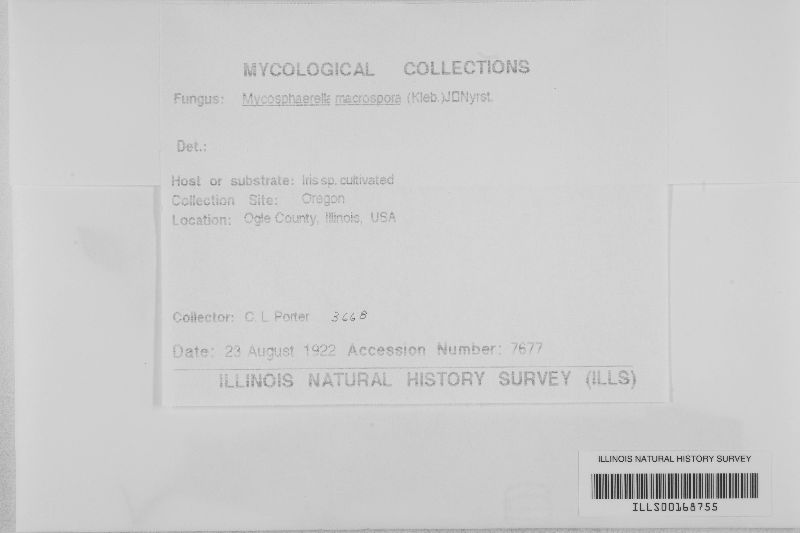 MYCOLOGICAL COLLECTIONS
Fungus: Mycosphaerella macrospora (Kleb.)J□Nyrst.
Det.:
Host or substrate: Iris sp. cultivated
Collection Site: Oregon
Location: Ogle County, Illinois, USA
Collector: C. L. Porter 3668
Date: 23 August 1922 Accession Number: 7677
ILLINOIS NATURAL HISTORY SURVEY (ILLS)
ILLINOIS NATURAL HISTORY SURVEY
ILLS00168755